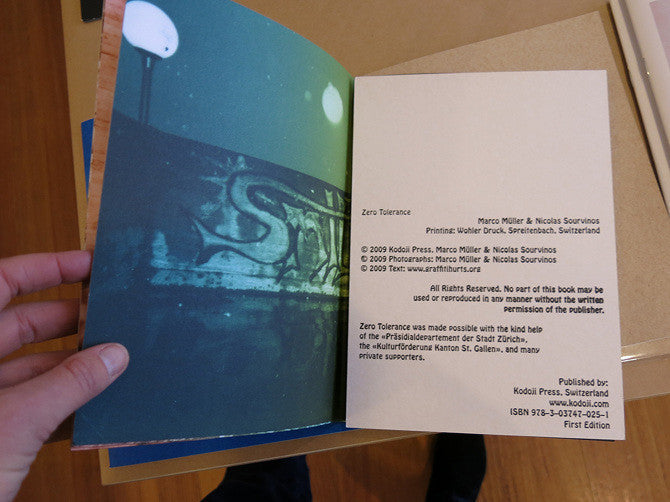 Zero Tolerance
Marco Müller & Nicolas Sourvinos
Printing: Wohler Druck, Spreitenbach, Switzerland
© 2009 Kodoji Press, Marco Müller & Nicolas Sourvinos
© 2009 Photographs: Marco Müller & Nicolas Sourvinos
© 2009 Text: www.graffitihurts.org
All Rights Reserved. No part of this book may be
used or reproduced in any manner without the written
permission of the publisher.
Zero Tolerance was made possible with the kind help
of the «Präsidialdepartement der Stadt Zürich»,
the «Kulturförderung Kanton St. Gallen», and many
private supporters.
Published by:
Kodoji Press, Switzerland
www.kodoji.com
ISBN 978-3-03747-025-1
First Edition